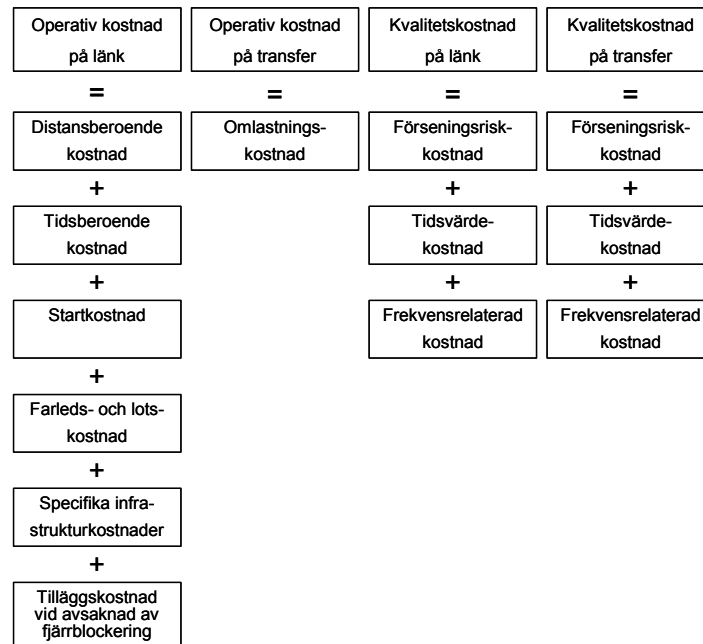 Operativ kostnad
på länk
=
Distansberoende
kostnad
+
Tidsberoende
kostnad
+
Startkostnad
+
Farleds- och lots-
kostnad
+
Specifika infra-
strukturkostnader
+
Tilläggskostnad
vid avsaknad av
fjärrblockering
Operativ kostnad
på transfer
=
Omlastnings-
kostnad
Kvalitetskostnad
på länk
=
Förseningsrisk-
kostnad
+
Tidsvärde-
kostnad
+
Frekvensrelaterad
kostnad
Kvalitetskostnad
på transfer
=
Förseningsrisk-
kostnad
+
Tidsvärde-
kostnad
+
Frekvensrelaterad
kostnad